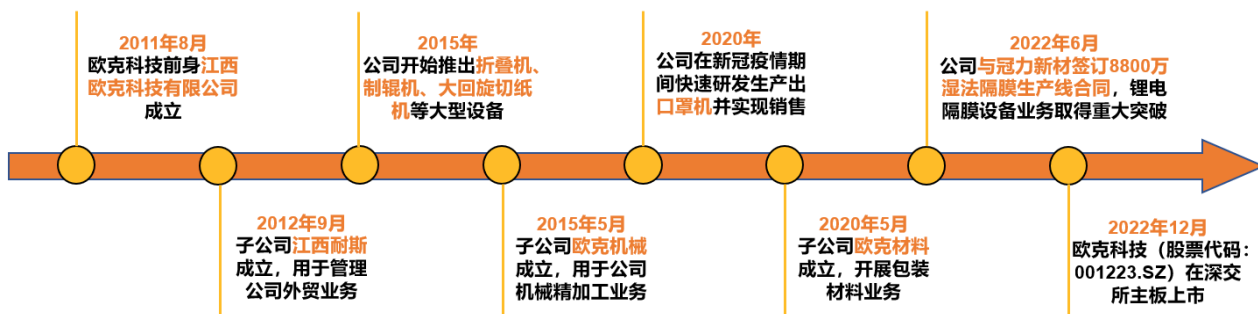 2011年8月
欧克科技前身江西
欧克科技有限公司
成立
2015年
公司开始推出折叠机、
制辊机、大回旋切纸
机等大型设备
2020年
公司在新冠疫情期
间快速研发生产出
口罩机并实现销售
2022年6月
公司与冠力新材签订8800万
湿法隔膜生产线合同，锂电
隔膜设备业务取得重大突破
2012年9月
子公司江西耐斯
成立，用于管理
公司外贸业务
2015年5月
子公司欧克机械
成立，用于公司
机械精加工业务
2020年5月
子公司欧克材料
成立，开展包装
材料业务
2022年12月
欧克科技（股票代码：
001223.SZ）在深交
所主板上市